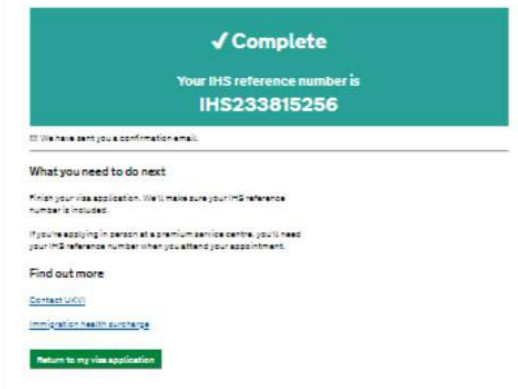 ✓ Complete
Your IHS reference number is
IHS233815256
We have sent you a confirmation email.
What you need to do next
Finish your visa application. We'll make sure your IHS reference
number is included.
If you're applying in person at a premium service centre, you'll need
your IHS reference number when you attend your appointment.
Find out more
Contact UKVI
Immigration health surcharge
Return to my visa application